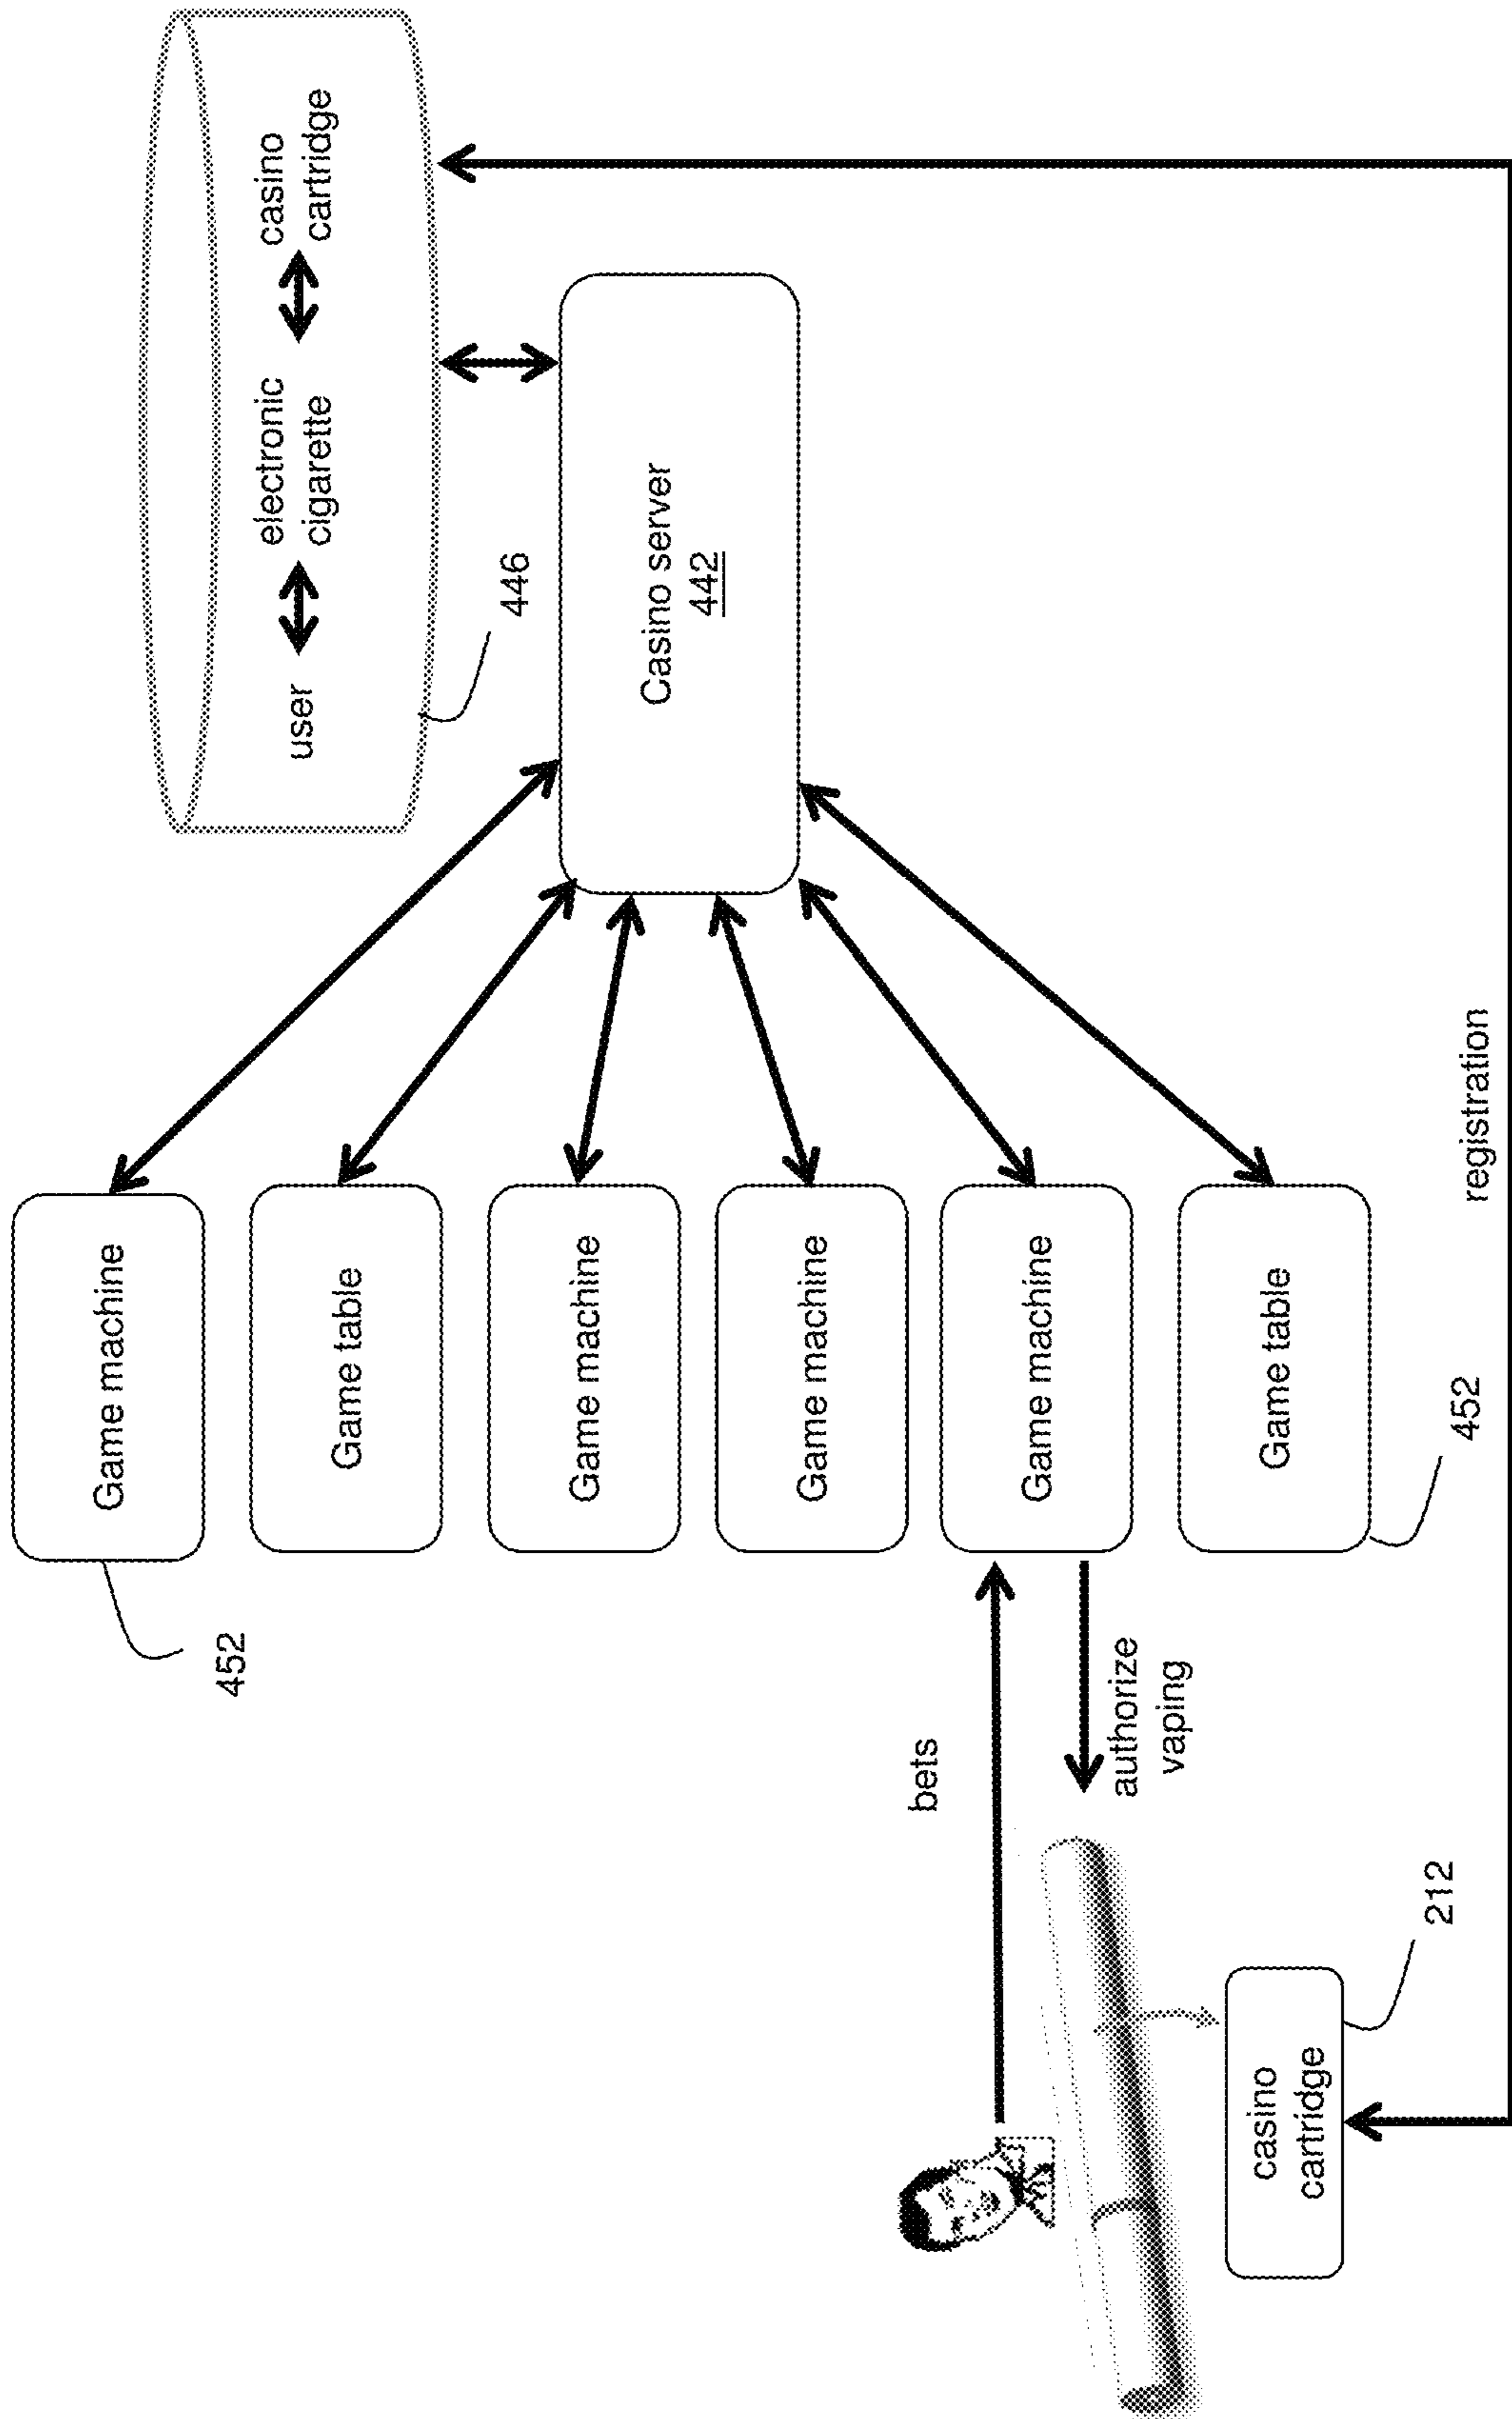 Game machine
452
user
electronic
cigarette
casino
cartridge
Game table
446
Game machine
Casino server
442
Game machine
bets
Game machine
authorize
vaping
casino
cartridge
Game table
212
452
registration